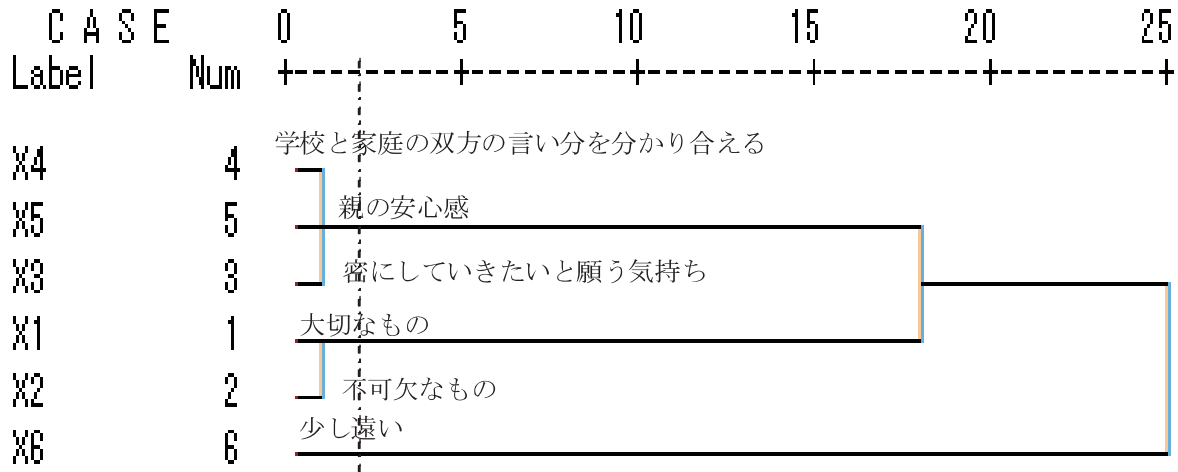 CASE 0 5 10 15 20 25
Label Num +---------+---------+---------+---------+---------+
学校と家庭の双方の言い分を分かり合える
X4 4
親の安心感
X5 5
密にしていきたいと願う気持ち
X3 3
大切なもの
X1 1
不可欠なもの
X2 2
少し遠い
X6 6